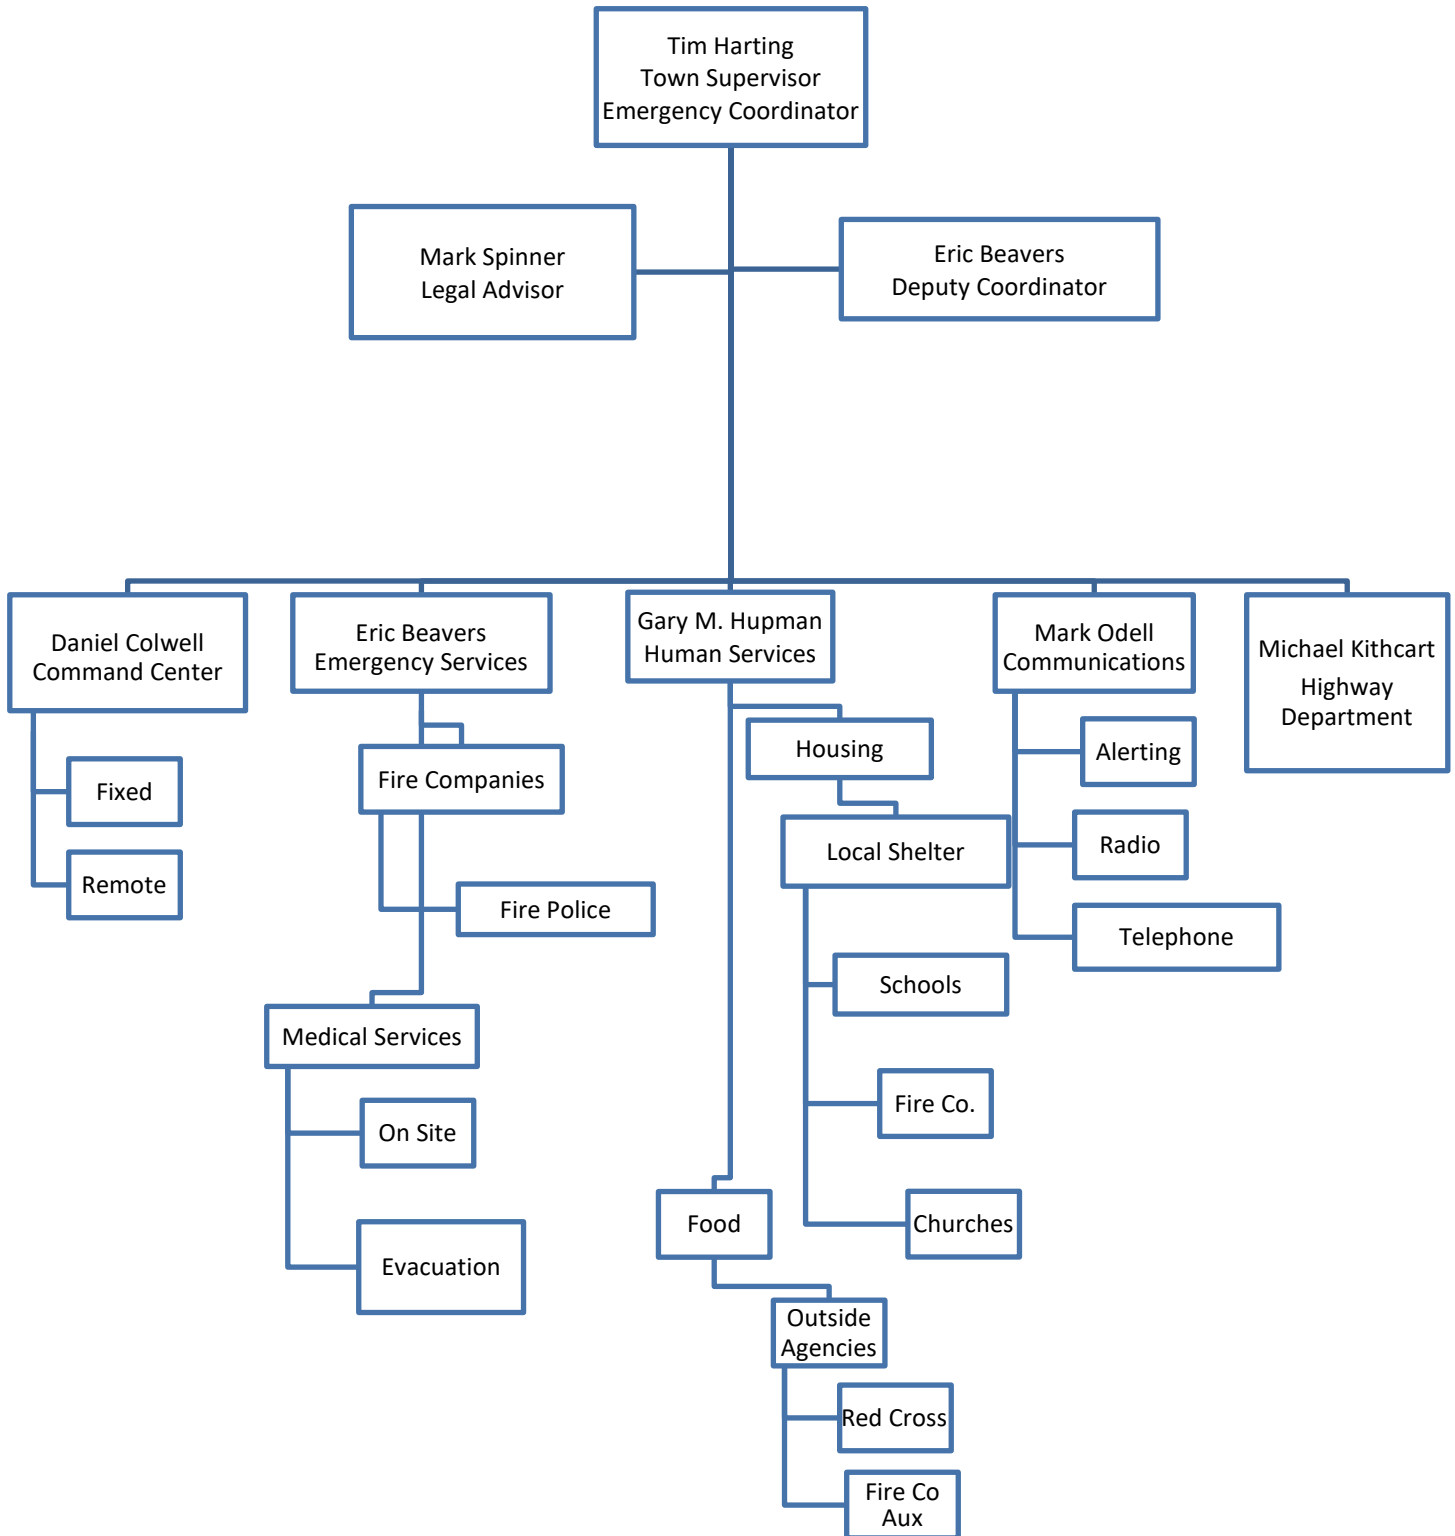 Tim Harting
Town Supervisor
Emergency Coordinator
Mark Spinner
Legal Advisor
Eric Beavers
Deputy Coordinator
Daniel Colwell
Command Center
Fixed
Remote
Eric Beavers
Emergency Services
Fire Companies
Fire Police
Medical Services
On Site
Evacuation
Gary M. Hupman
Human Services
Housing
Local Shelter
Schools
Fire Co.
Churches
Food
Outside
Agencies
Red Cross
Fire Co
Aux
Mark Odell
Communications
Alerting
Radio
Telephone
Michael Kithcart
Highway
Department